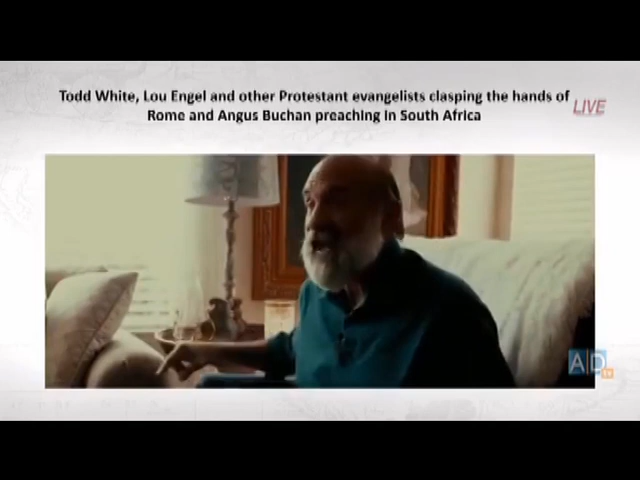 Todd White, Lou Engel and other Protestant evangelists clasping the hands of
Rome and Angus Buchan preaching in South Africa
LIVE
AD
tv